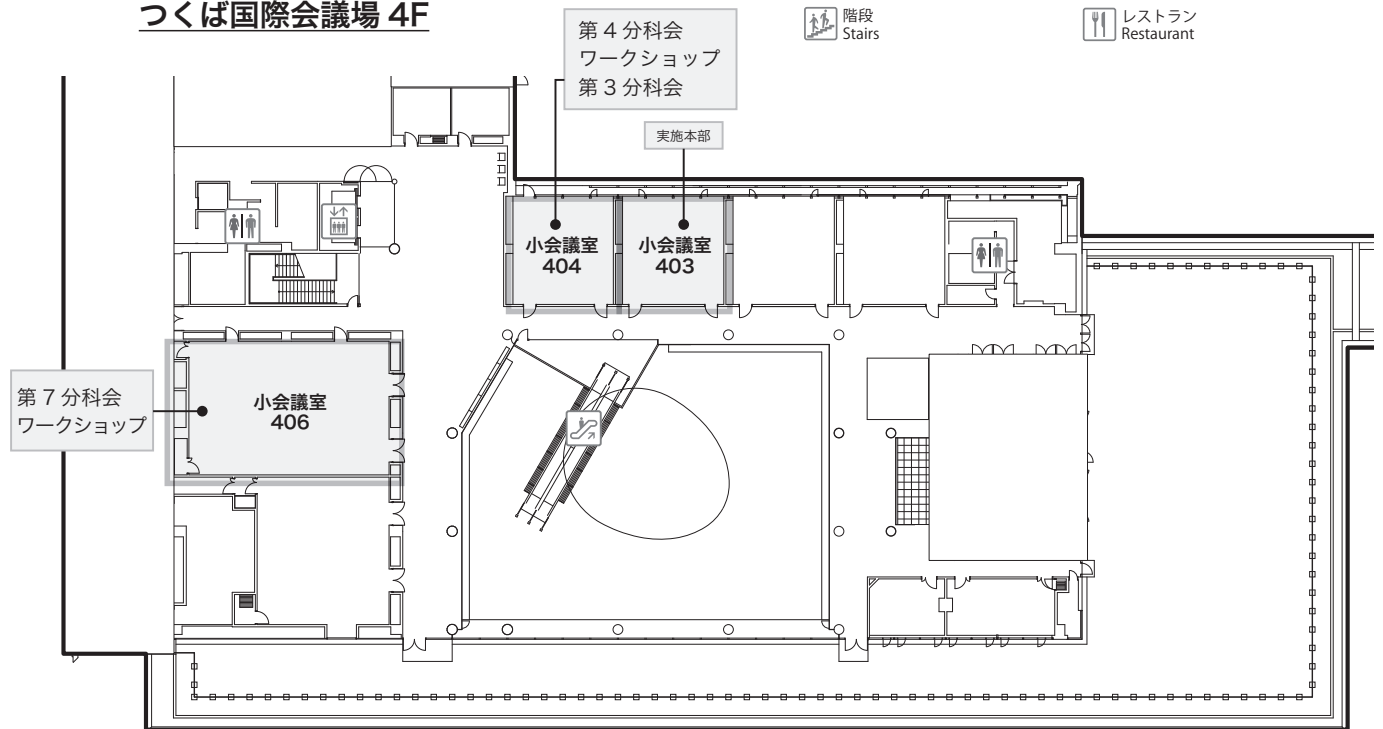 つくば国際会議場 4F
階段
Stairs
レストラン
Restaurant
第 4 分科会
ワークショップ
第 3 分科会
実施本部
小会議室
404
小会議室
403
第 7 分科会
ワークショップ
小会議室
406